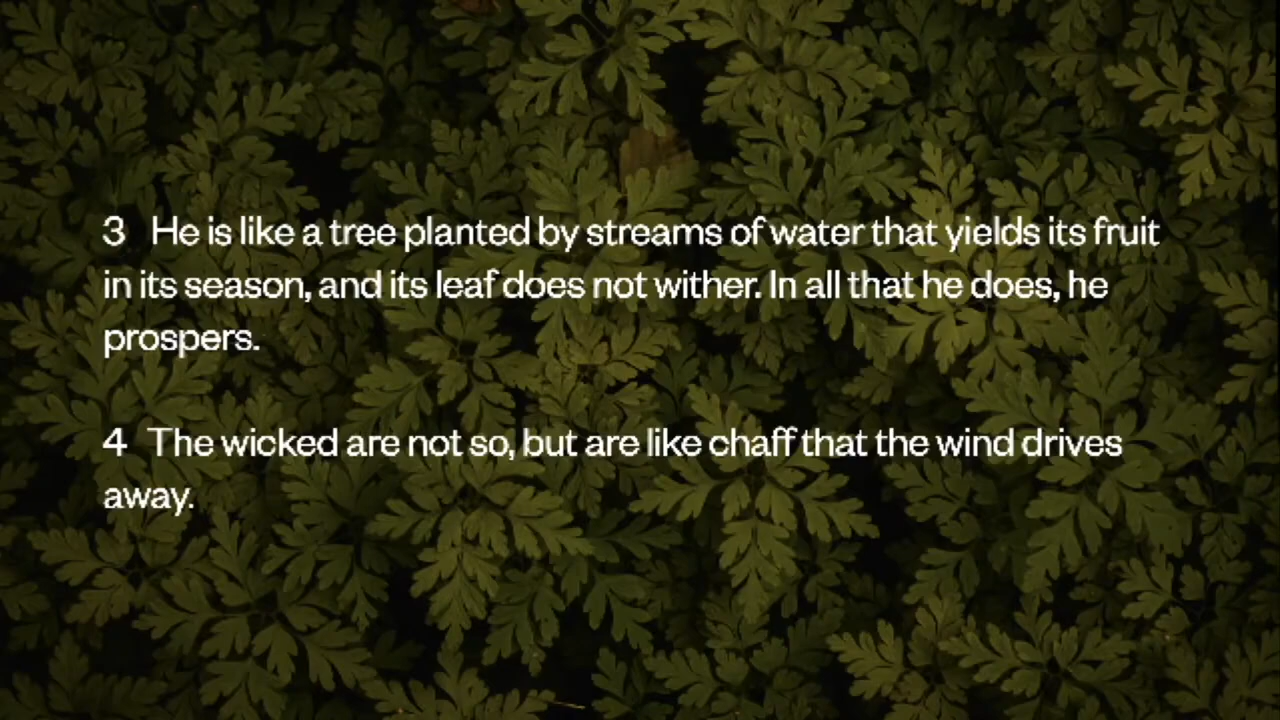 3 He is like a tree planted by streams of water that yields its fruit
in its season, and its leaf does not wither. In all that he does, he
prospers.
4 The wicked are not so, but are like chaff that the wind drives
away.